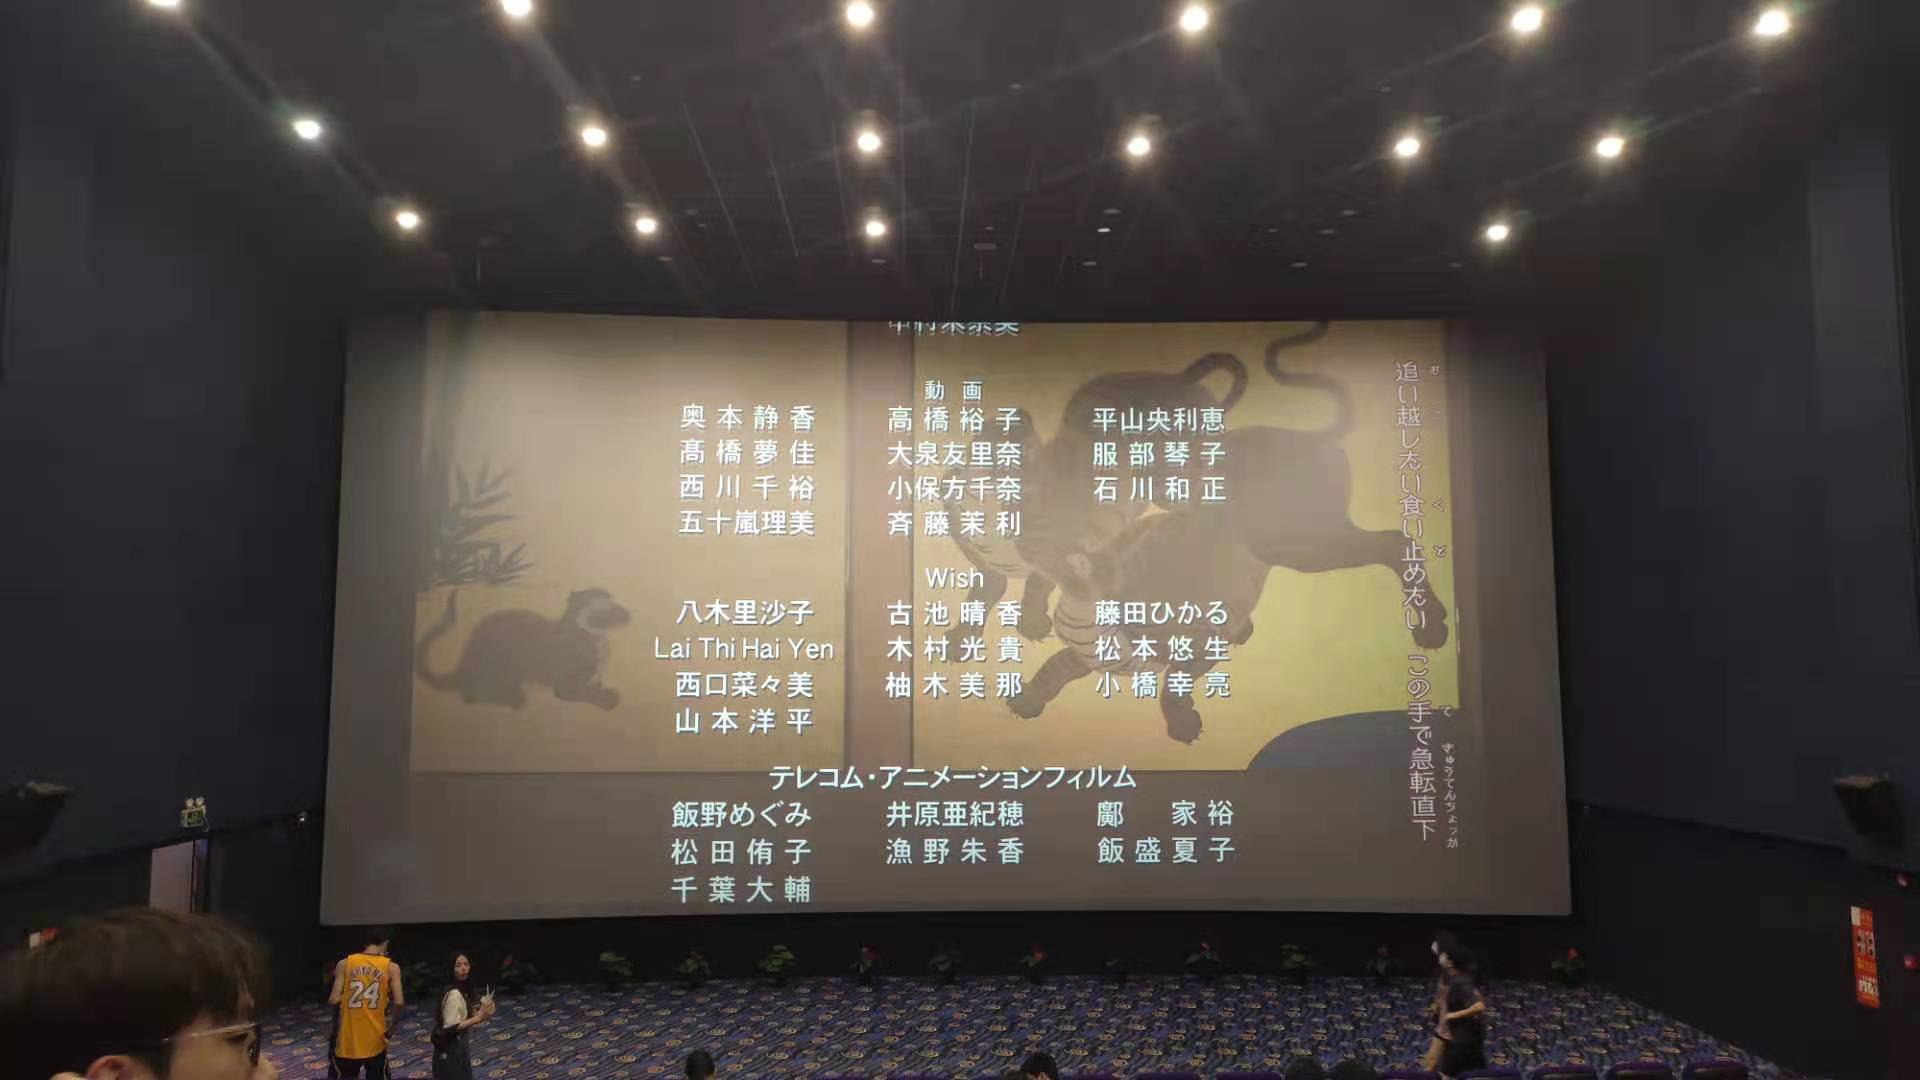 動画
奥本静香 高橋裕子 平山央利恵
髙橋夢佳 大泉友里奈 服部琴子
西川千裕 小保方千奈 石川和正
五十嵐理美 斉藤茉利
Wish
八木里沙子 古池晴香 藤田ひかる
Lai Thi Hai Yen 木村光貴 松本悠生
西口菜々美 柚木美那 小橋幸亮
山本洋平
テレコム・アニメーションフィルム
飯野めぐみ 井原亜紀穂 鄺家裕
松田侑子 漁野朱香 飯盛夏子
千葉大輔
追い越したい食い止めたい この手で急転直下
24